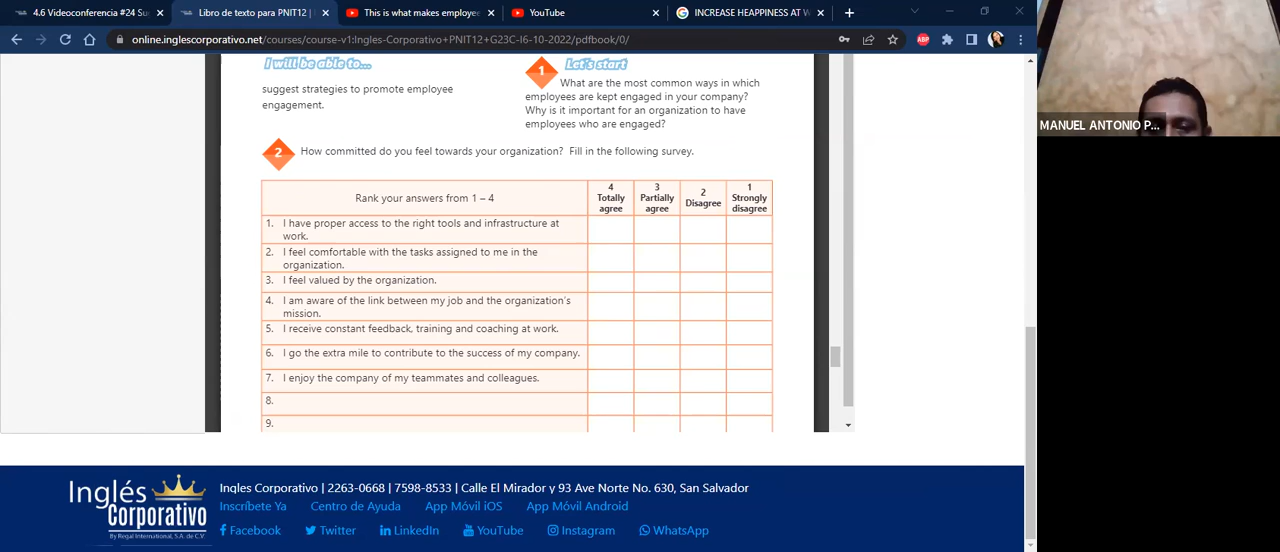 4.6 Videoconferencia #24 Su
Libro de texto para PNIT12 |
This is what makes employee
YouTube
INCREASE HEAPPINESS AT W
online.inglescorporativo.net/courses/course-v1:Ingles-Corporativo+PNIT12+G23C-I6-10-2022/pdfbook/0/
ABP
MANUEL ANTONIO P...
I will be able to...
suggest strategies to promote employee
engagement.
1 Let's start
What are the most common ways in which
employees are kept engaged in your company?
Why is it important for an organization to have
employees who are engaged?
2 How committed do you feel towards your organization? Fill in the following survey.
Rank your answers from 1 – 4
4 Totally agree
3 Partially agree
2 Disagree
1 Strongly disagree
1. I have proper access to the right tools and infrastructure at
work.
2. I feel comfortable with the tasks assigned to me in the
organization.
3. I feel valued by the organization.
4. I am aware of the link between my job and the organization's
mission.
5. I receive constant feedback, training and coaching at work.
6. I go the extra mile to contribute to the success of my company.
7. I enjoy the company of my teammates and colleagues.
8.
9.
Inglés
Corporativo
By Regal International, S.A. de C.V.
Ingles Corporativo | 2263-0668 | 7598-8533 | Calle El Mirador y 93 Ave Norte No. 630, San Salvador
Inscríbete Ya Centro de Ayuda App Móvil iOS App Móvil Android
Facebook Twitter LinkedIn YouTube Instagram WhatsApp